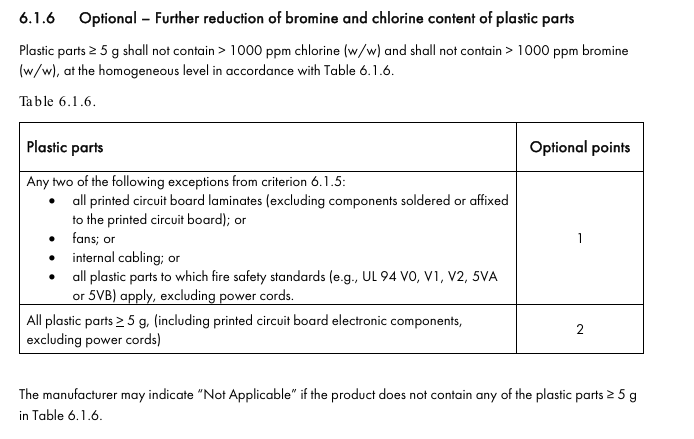 6.1.6 Optional – Further reduction of bromine and chlorine content of plastic parts
Plastic parts ≥ 5 g shall not contain > 1000 ppm chlorine (w/w) and shall not contain > 1000 ppm bromine
(w/w), at the homogeneous level in accordance with Table 6.1.6.
Table 6.1.6.
Plastic parts
Optional points
Any two of the following exceptions from criterion 6.1.5:
• all printed circuit board laminates (excluding components soldered or affixed
to the printed circuit board); or
• fans; or
• internal cabling; or
• all plastic parts to which fire safety standards (e.g., UL 94 V0, V1, V2, 5VA
or 5VB) apply, excluding power cords.
1
All plastic parts ≥ 5 g, (including printed circuit board electronic components,
excluding power cords)
2
The manufacturer may indicate “Not Applicable” if the product does not contain any of the plastic parts ≥ 5 g
in Table 6.1.6.